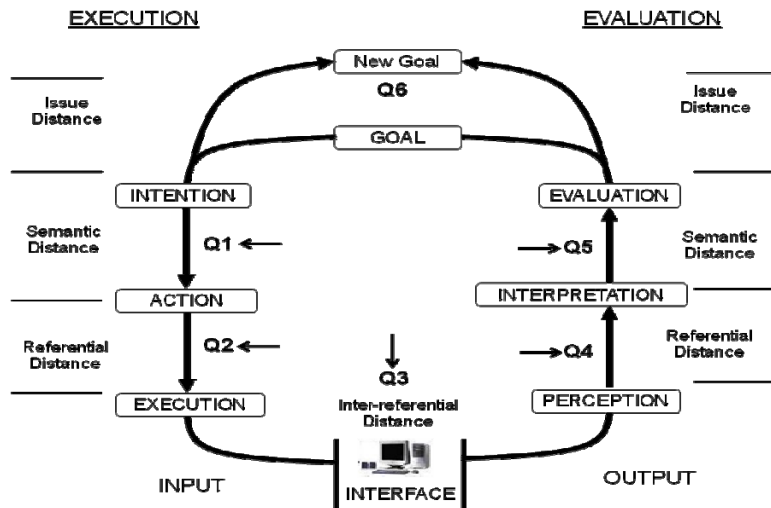 EXECUTION
EVALUATION
New Goal
Q6
Issue
Distance
Issue
Distance
GOAL
INTENTION
EVALUATION
Semantic
Distance
Q1
Q5
Semantic
Distance
ACTION
INTERPRETATION
Referential
Distance
Q2
Q4
Referential
Distance
Q3
EXECUTION
Inter-referential
Distance
PERCEPTION
INPUT
INTERFACE
OUTPUT